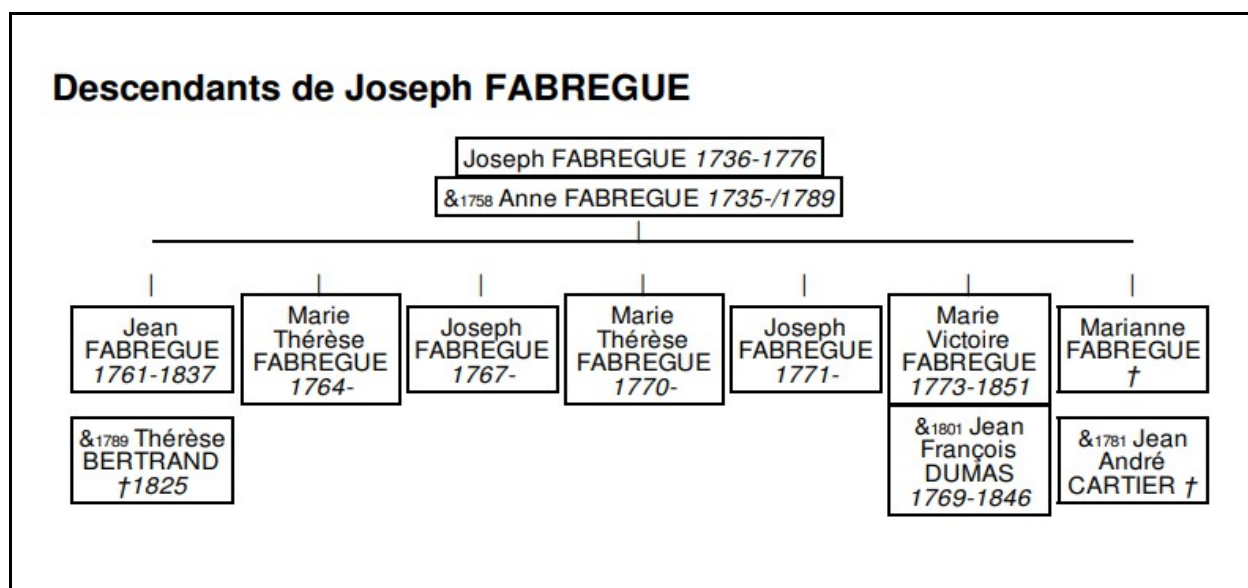 Descendants de Joseph FABREGUE
Joseph FABREGUE 1736-1776
&1758 Anne FABREGUE 1735-/1789
Jean
FABREGUE
1761-1837
&1789 Thérèse
BERTRAND
†1825
Marie
Thérèse
FABREGUE
1764-
Joseph
FABREGUE
1767-
Marie
Thérèse
FABREGUE
1770-
Joseph
FABREGUE
1771-
Marie
Victoire
FABREGUE
1773-1851
&1801 Jean
François
DUMAS
1769-1846
Marianne
FABREGUE
†
&1781 Jean
André
CARTIER †